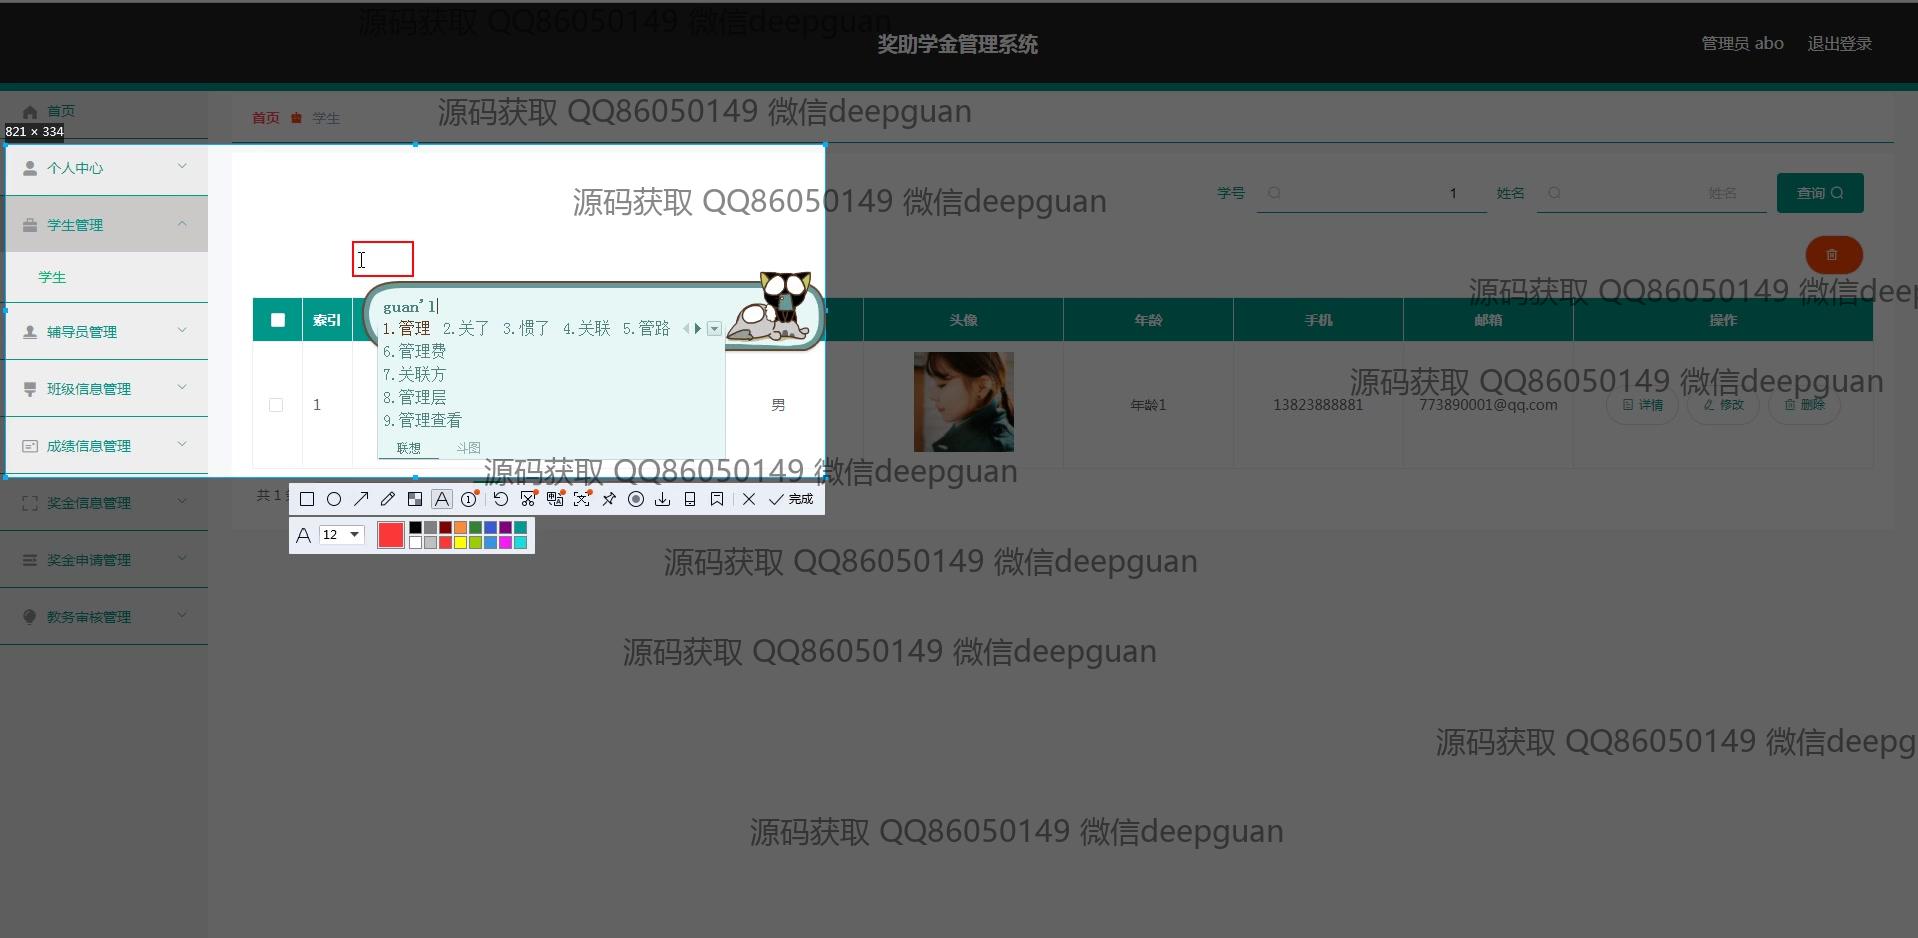 源码获取 QQ86050149 微信deepguan
奖助学金管理系统
管理员 abo
退出登录
首页
821 × 334
首页 学生
源码获取 QQ86050149 微信deepguan
个人中心
学生管理
学生
辅导员管理
班级信息管理
成绩信息管理
奖金信息管理
奖金申请管理
教务审核管理
源码获取 QQ86050149 微信deepguan
学号 1 姓名 姓名 查询
源码获取 QQ86050149 微信deep
guan'l
1.管理 2.关了 3.惯了 4.关联 5.管路
6.管理费
7.关联方
8.管理层
9.管理查看
联想 斗图
索引 头像 年龄 手机 邮箱 操作
源码获取 QQ86050149 微信deepguan
1 男 年龄1 13823888881 773890001@qq.com 详情 修改 删除
源码获取 QQ86050149 微信deepguan
共 1
完成
A 12
源码获取 QQ86050149 微信deepguan
源码获取 QQ86050149 微信deepguan
源码获取 QQ86050149 微信deepg
源码获取 QQ86050149 微信deepguan